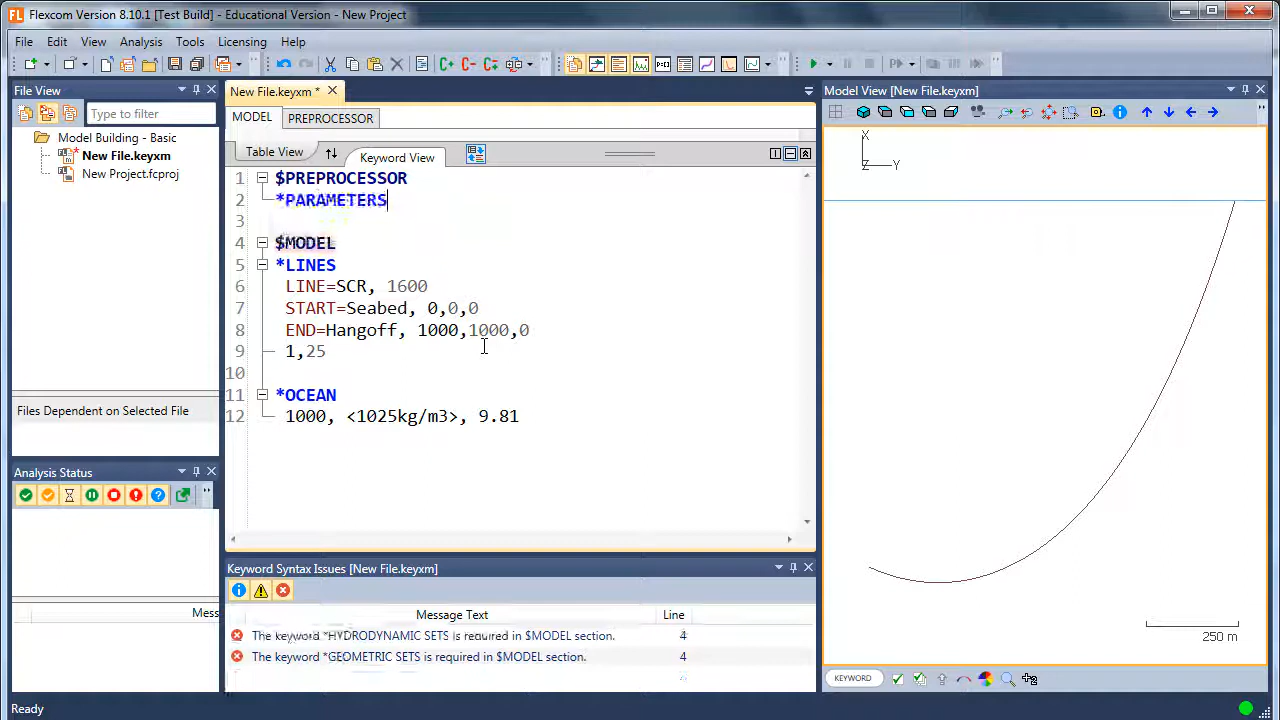 Flexcom Version 8.10.1 [Test Build] - Educational Version - New Project
File Edit View Analysis Tools Licensing Help
File View
Type to filter
Model Building - Basic
New File.keyxm
New Project.fcproj
Files Dependent on Selected File
Analysis Status
Mess
New File.keyxm *
MODEL PREPROCESSOR
Table View Keyword View
1 $PREPROCESSOR
2 *PARAMETERS
3
4 $MODEL
5 *LINES
6 LINE=SCR, 1600
7 START=Seabed, 0,0,0
8 END=Hangoff, 1000,1000,0
9 1,25
10
11 *OCEAN
12 1000, <1025kg/m3>, 9.81
Keyword Syntax Issues [New File.keyxm]
Message Text Line
The keyword *HYDRODYNAMIC SETS is required in $MODEL section. 4
The keyword *GEOMETRIC SETS is required in $MODEL section. 4
Model View [New File.keyxm]
X
Z Y
250 m
KEYWORD
Ready